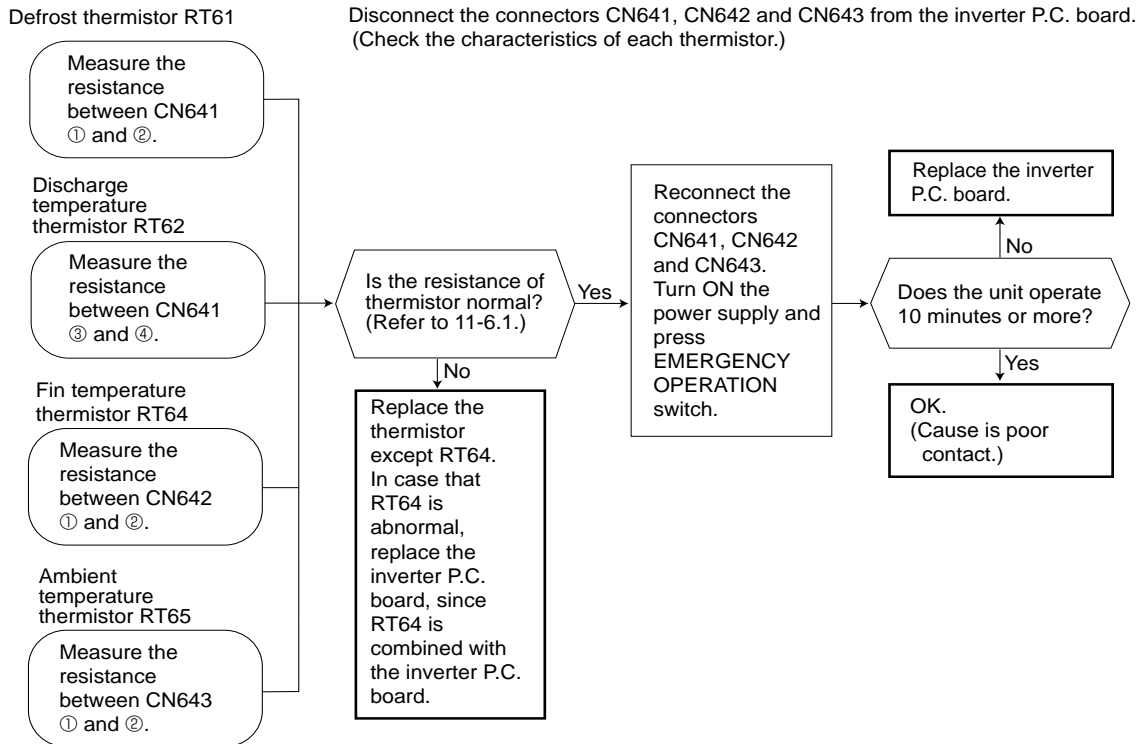 Defrost thermistor RT61
Disconnect the connectors CN641, CN642 and CN643 from the inverter P.C. board.
(Check the characteristics of each thermistor.)
Measure the
resistance
between CN641
① and ②.
Discharge
temperature
thermistor RT62
Measure the
resistance
between CN641
③ and ④.
Fin temperature
thermistor RT64
Measure the
resistance
between CN642
① and ②.
Ambient
temperature
thermistor RT65
Measure the
resistance
between CN643
① and ②.
Is the resistance of
thermistor normal?
(Refer to 11-6.1.)
Yes
No
Replace the
thermistor
except RT64.
In case that
RT64 is
abnormal,
replace the
inverter P.C.
board, since
RT64 is
combined with
the inverter P.C.
board.
Reconnect the
connectors
CN641, CN642
and CN643.
Turn ON the
power supply and
press
EMERGENCY
OPERATION
switch.
Replace the inverter
P.C. board.
No
Does the unit operate
10 minutes or more?
Yes
OK.
(Cause is poor
contact.)